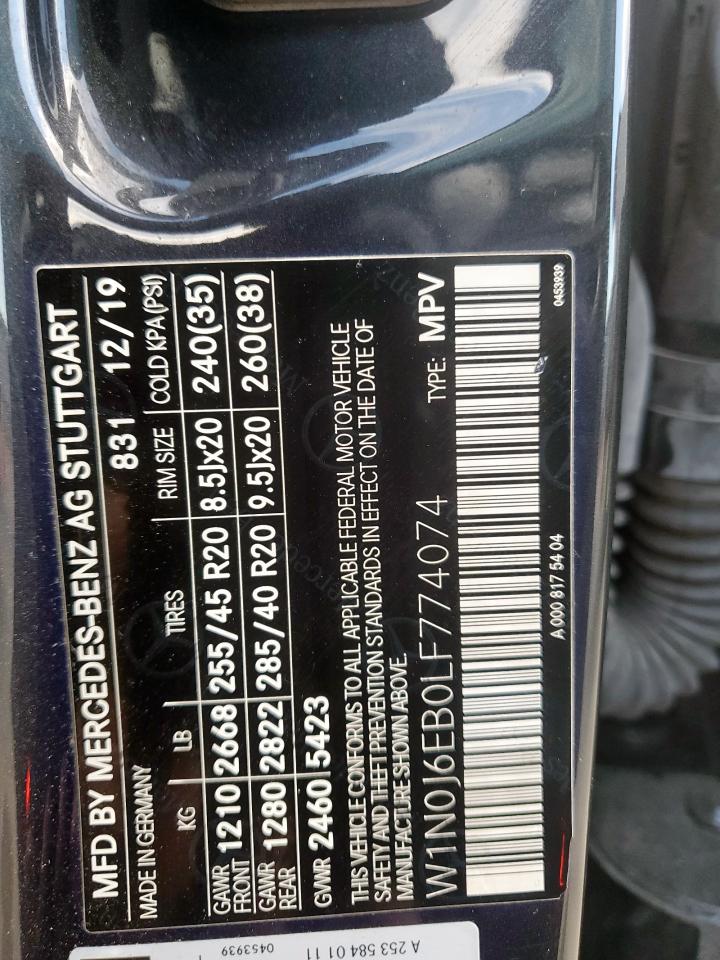 MFD BY MERCEDES-BENZ AG STUTTGART
MADE IN GERMANY 831 12/19
KG LB TIRES RIM SIZE COLD KPA (PSI)
GAWR FRONT 1210 2668 255/45 R20 8.5Jx20 240(35)
GAWR REAR 1280 2822 285/40 R20 9.5Jx20 260(38)
GVWR 2460 5423
THIS VEHICLE CONFORMS TO ALL APPLICABLE FEDERAL MOTOR VEHICLE
SAFETY AND THEFT PREVENTION STANDARDS IN EFFECT ON THE DATE OF
MANUFACTURE SHOWN ABOVE.
W1N0J6EB0LF774074 TYPE: MPV
A 000 817 54 04 0453939
A 253 584 01 11
0453939